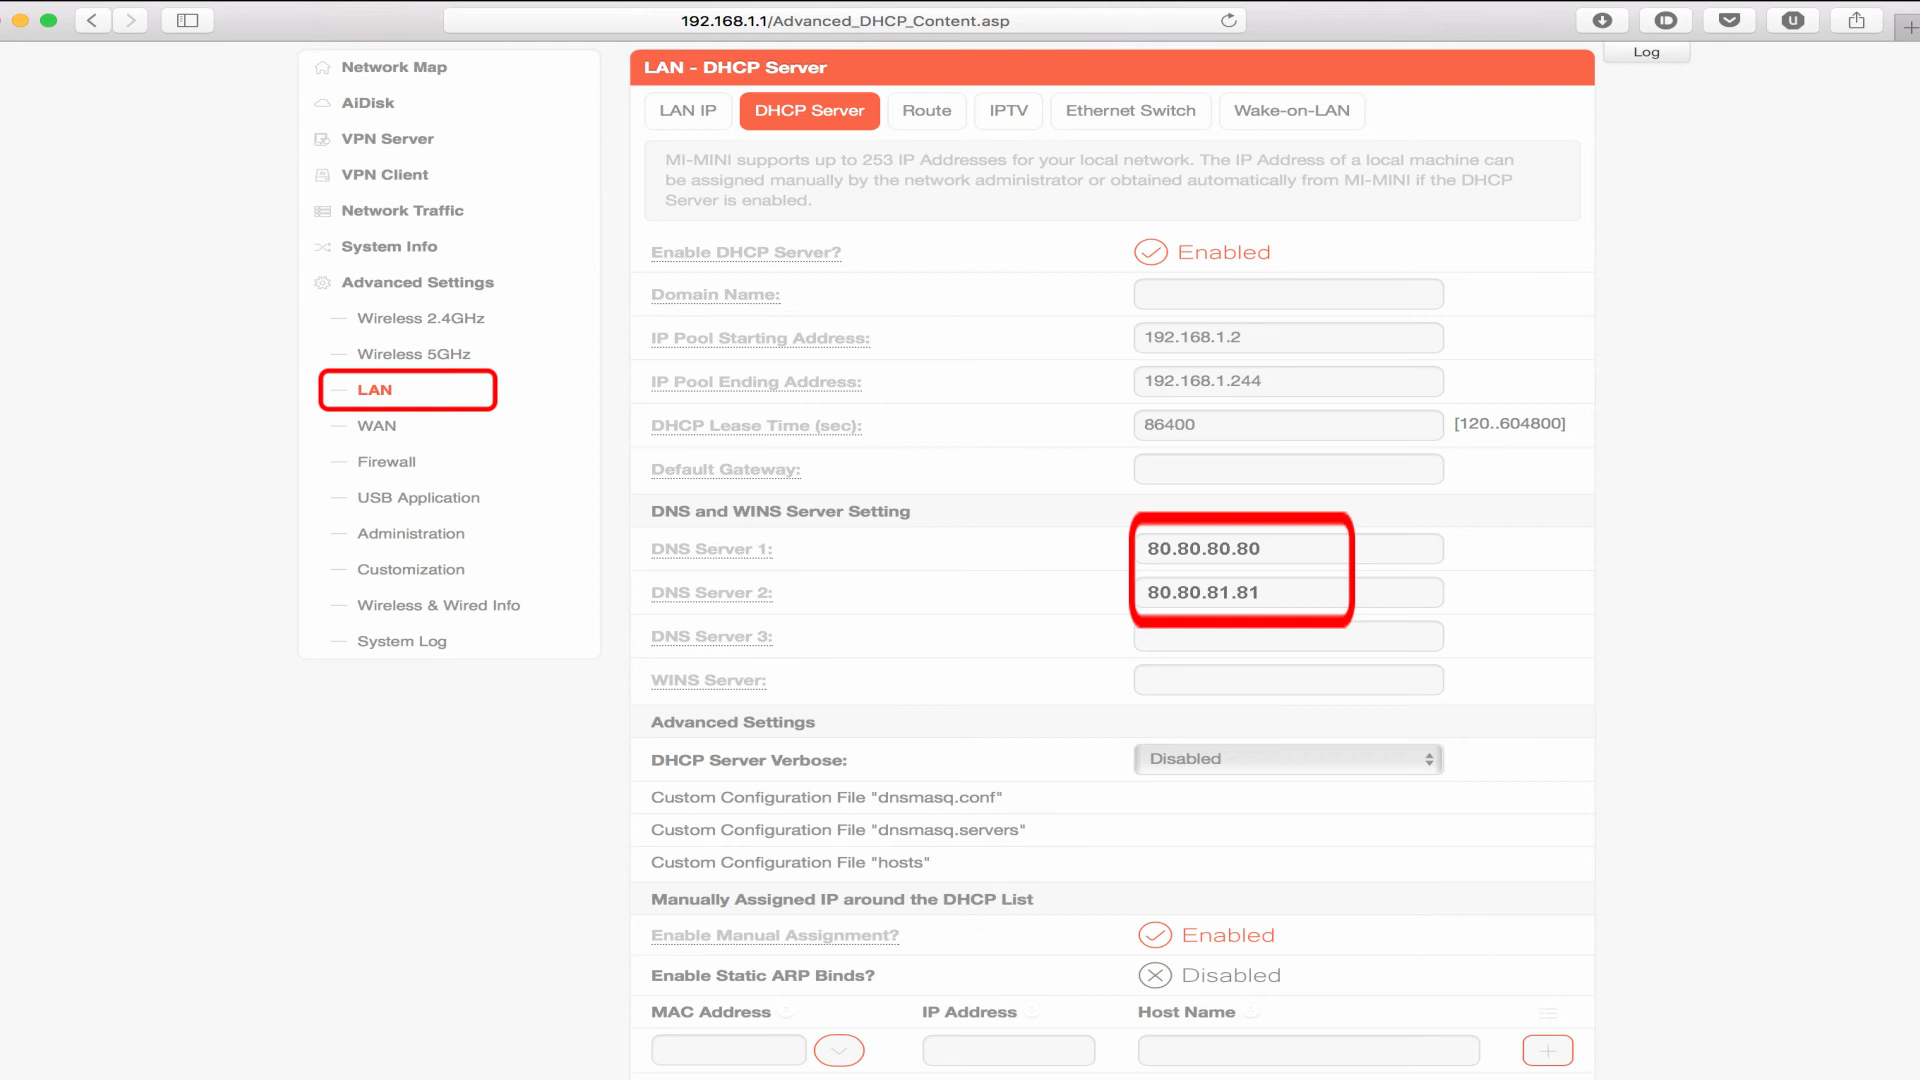 192.168.1.1/Advanced_DHCP_Content.asp
Log
Network Map
AiDisk
VPN Server
VPN Client
Network Traffic
System Info
Advanced Settings
Wireless 2.4GHz
Wireless 5GHz
LAN
WAN
Firewall
USB Application
Administration
Customization
Wireless & Wired Info
System Log
LAN - DHCP Server
LAN IP DHCP Server Route IPTV Ethernet Switch Wake-on-LAN
MI-MINI supports up to 253 IP Addresses for your local network. The IP Address of a local machine can
be assigned manually by the network administrator or obtained automatically from MI-MINI if the DHCP
Server is enabled.
Enable DHCP Server? Enabled
Domain Name:
IP Pool Starting Address: 192.168.1.2
IP Pool Ending Address: 192.168.1.244
DHCP Lease Time (sec): 86400 [120..604800]
Default Gateway:
DNS and WINS Server Setting
DNS Server 1: 80.80.80.80
DNS Server 2: 80.80.81.81
DNS Server 3:
WINS Server:
Advanced Settings
DHCP Server Verbose: Disabled
Custom Configuration File "dnsmasq.conf"
Custom Configuration File "dnsmasq.servers"
Custom Configuration File "hosts"
Manually Assigned IP around the DHCP List
Enable Manual Assignment? Enabled
Enable Static ARP Binds? Disabled
MAC Address IP Address Host Name